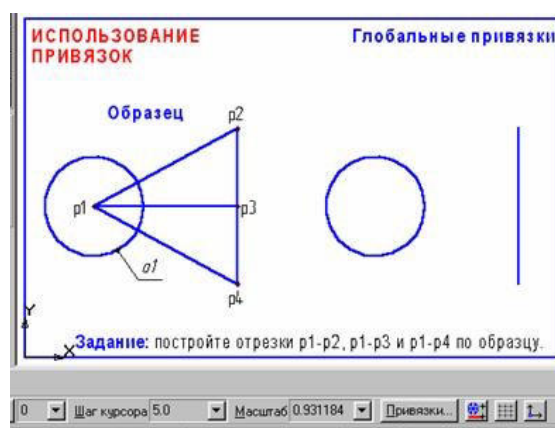 ИСПОЛЬЗОВАНИЕ
ПРИВЯЗОК
Глобальные привязки
Образец
p2
p1
p3
a1
p4
Y
X
Задание: постройте отрезки p1-p2, p1-p3 и p1-p4 по образцу.
0 Шаг курсора 5.0 Масштаб 0.931184 Привязки...